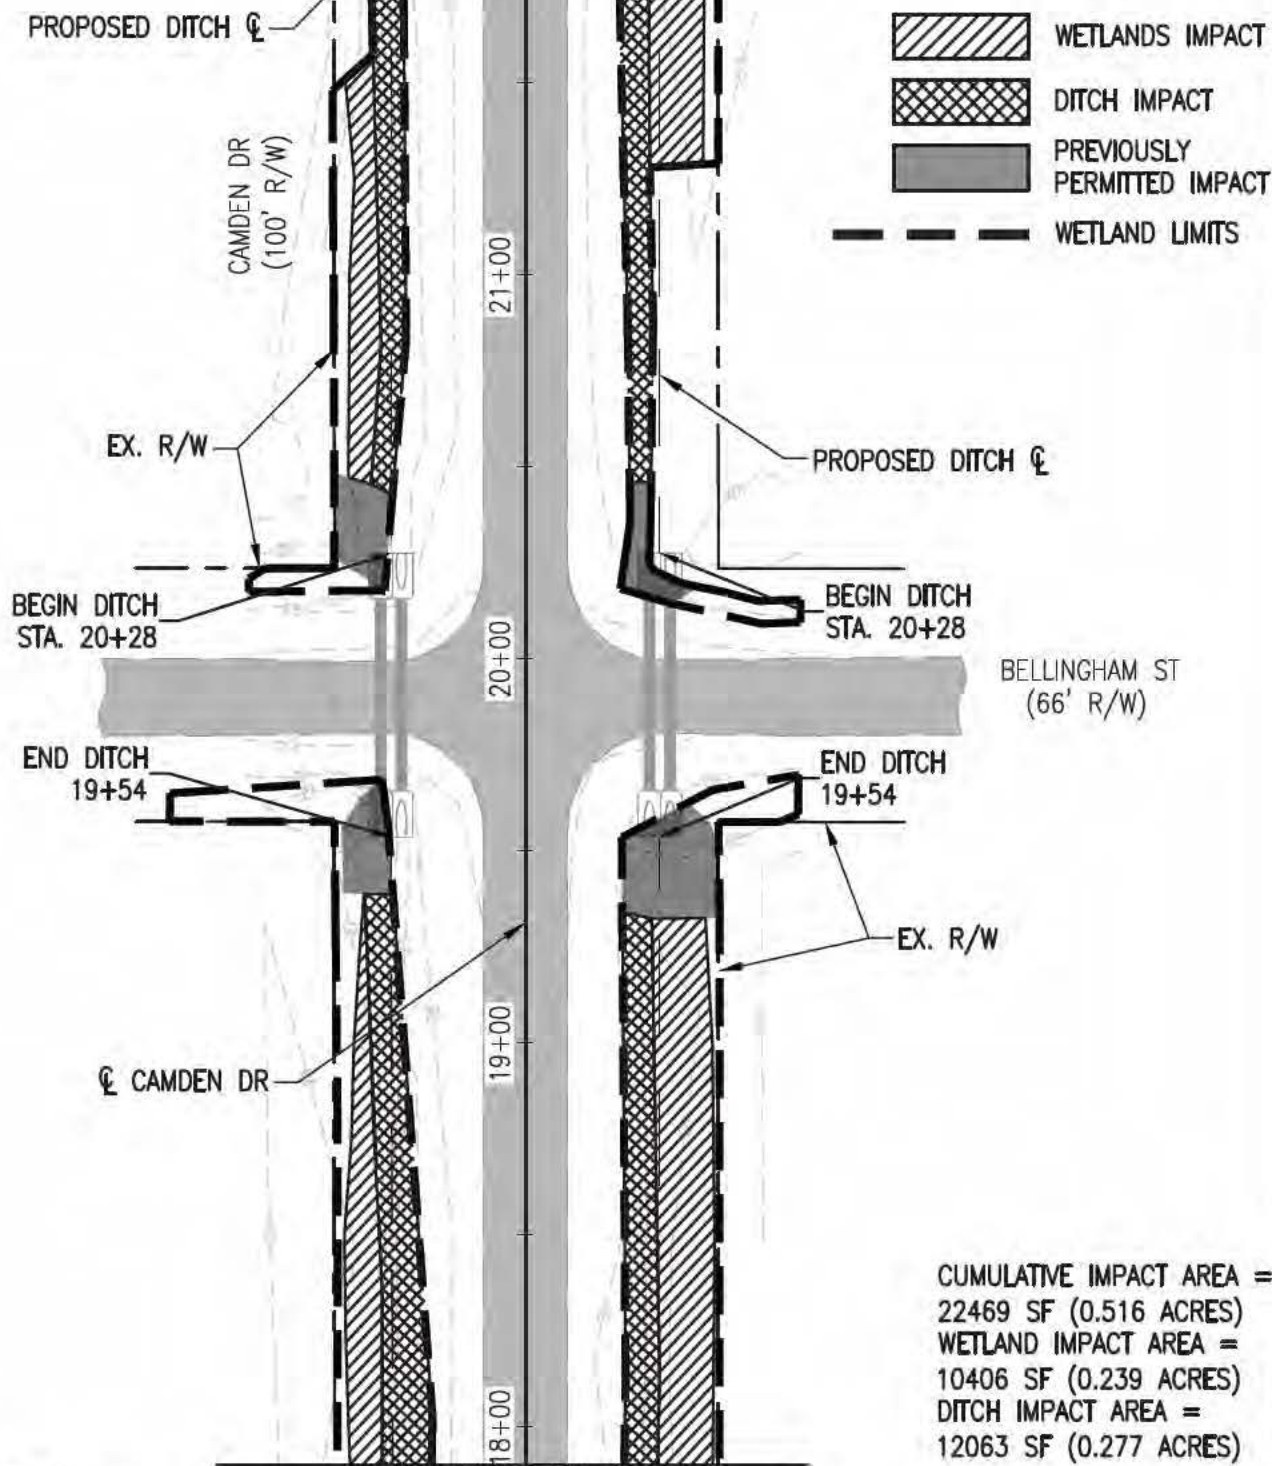 PROPOSED DITCH ℄
WETLANDS IMPACT
DITCH IMPACT
PREVIOUSLY
PERMITTED IMPACT
WETLAND LIMITS
CAMDEN DR
(100' R/W)
21+00
EX. R/W
PROPOSED DITCH ℄
BEGIN DITCH
STA. 20+28
BEGIN DITCH
STA. 20+28
20+00
BELLINGHAM ST
(66' R/W)
END DITCH
19+54
END DITCH
19+54
EX. R/W
19+00
℄ CAMDEN DR
18+00
CUMULATIVE IMPACT AREA =
22469 SF (0.516 ACRES)
WETLAND IMPACT AREA =
10406 SF (0.239 ACRES)
DITCH IMPACT AREA =
12063 SF (0.277 ACRES)